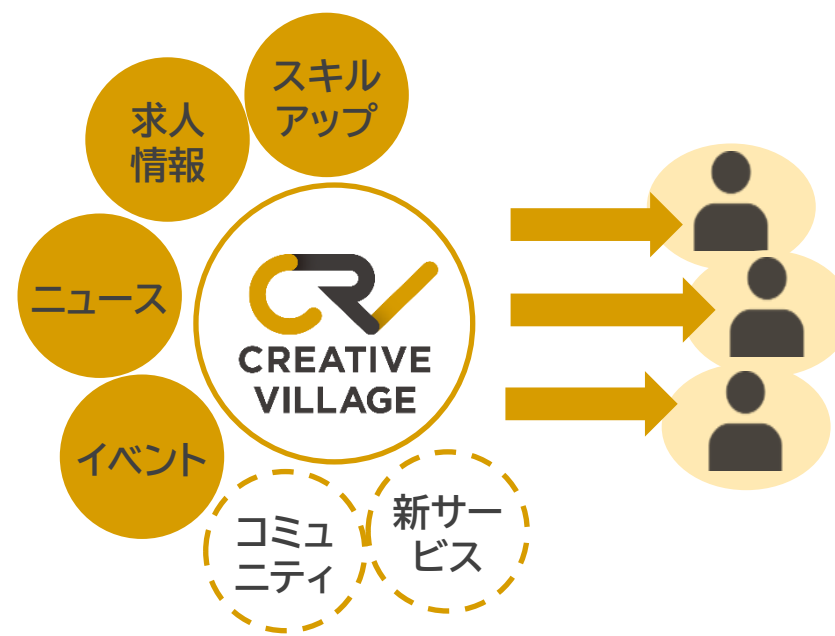 スキル
アップ
求人
情報
ニュース
イベント
CRV
CREATIVE
VILLAGE
コミュ
ニティ
新サー
ビス